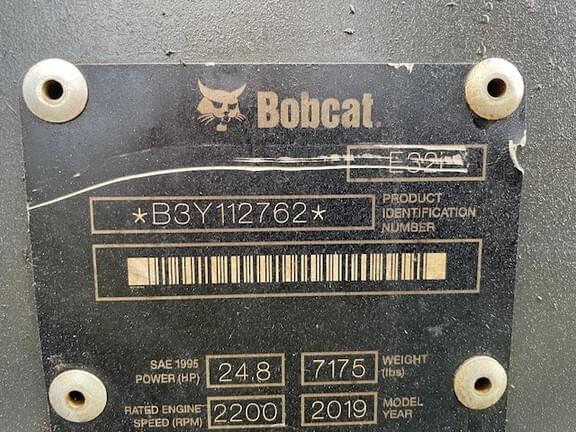 Bobcat.
*B3Y112762*
PRODUCT
IDENTIFICATION
NUMBER
SAE 1995
POWER (HP) 24.8 7175 WEIGHT
(lbs)
RATED ENGINE
SPEED (RPM) 2200 2019 MODEL
YEAR